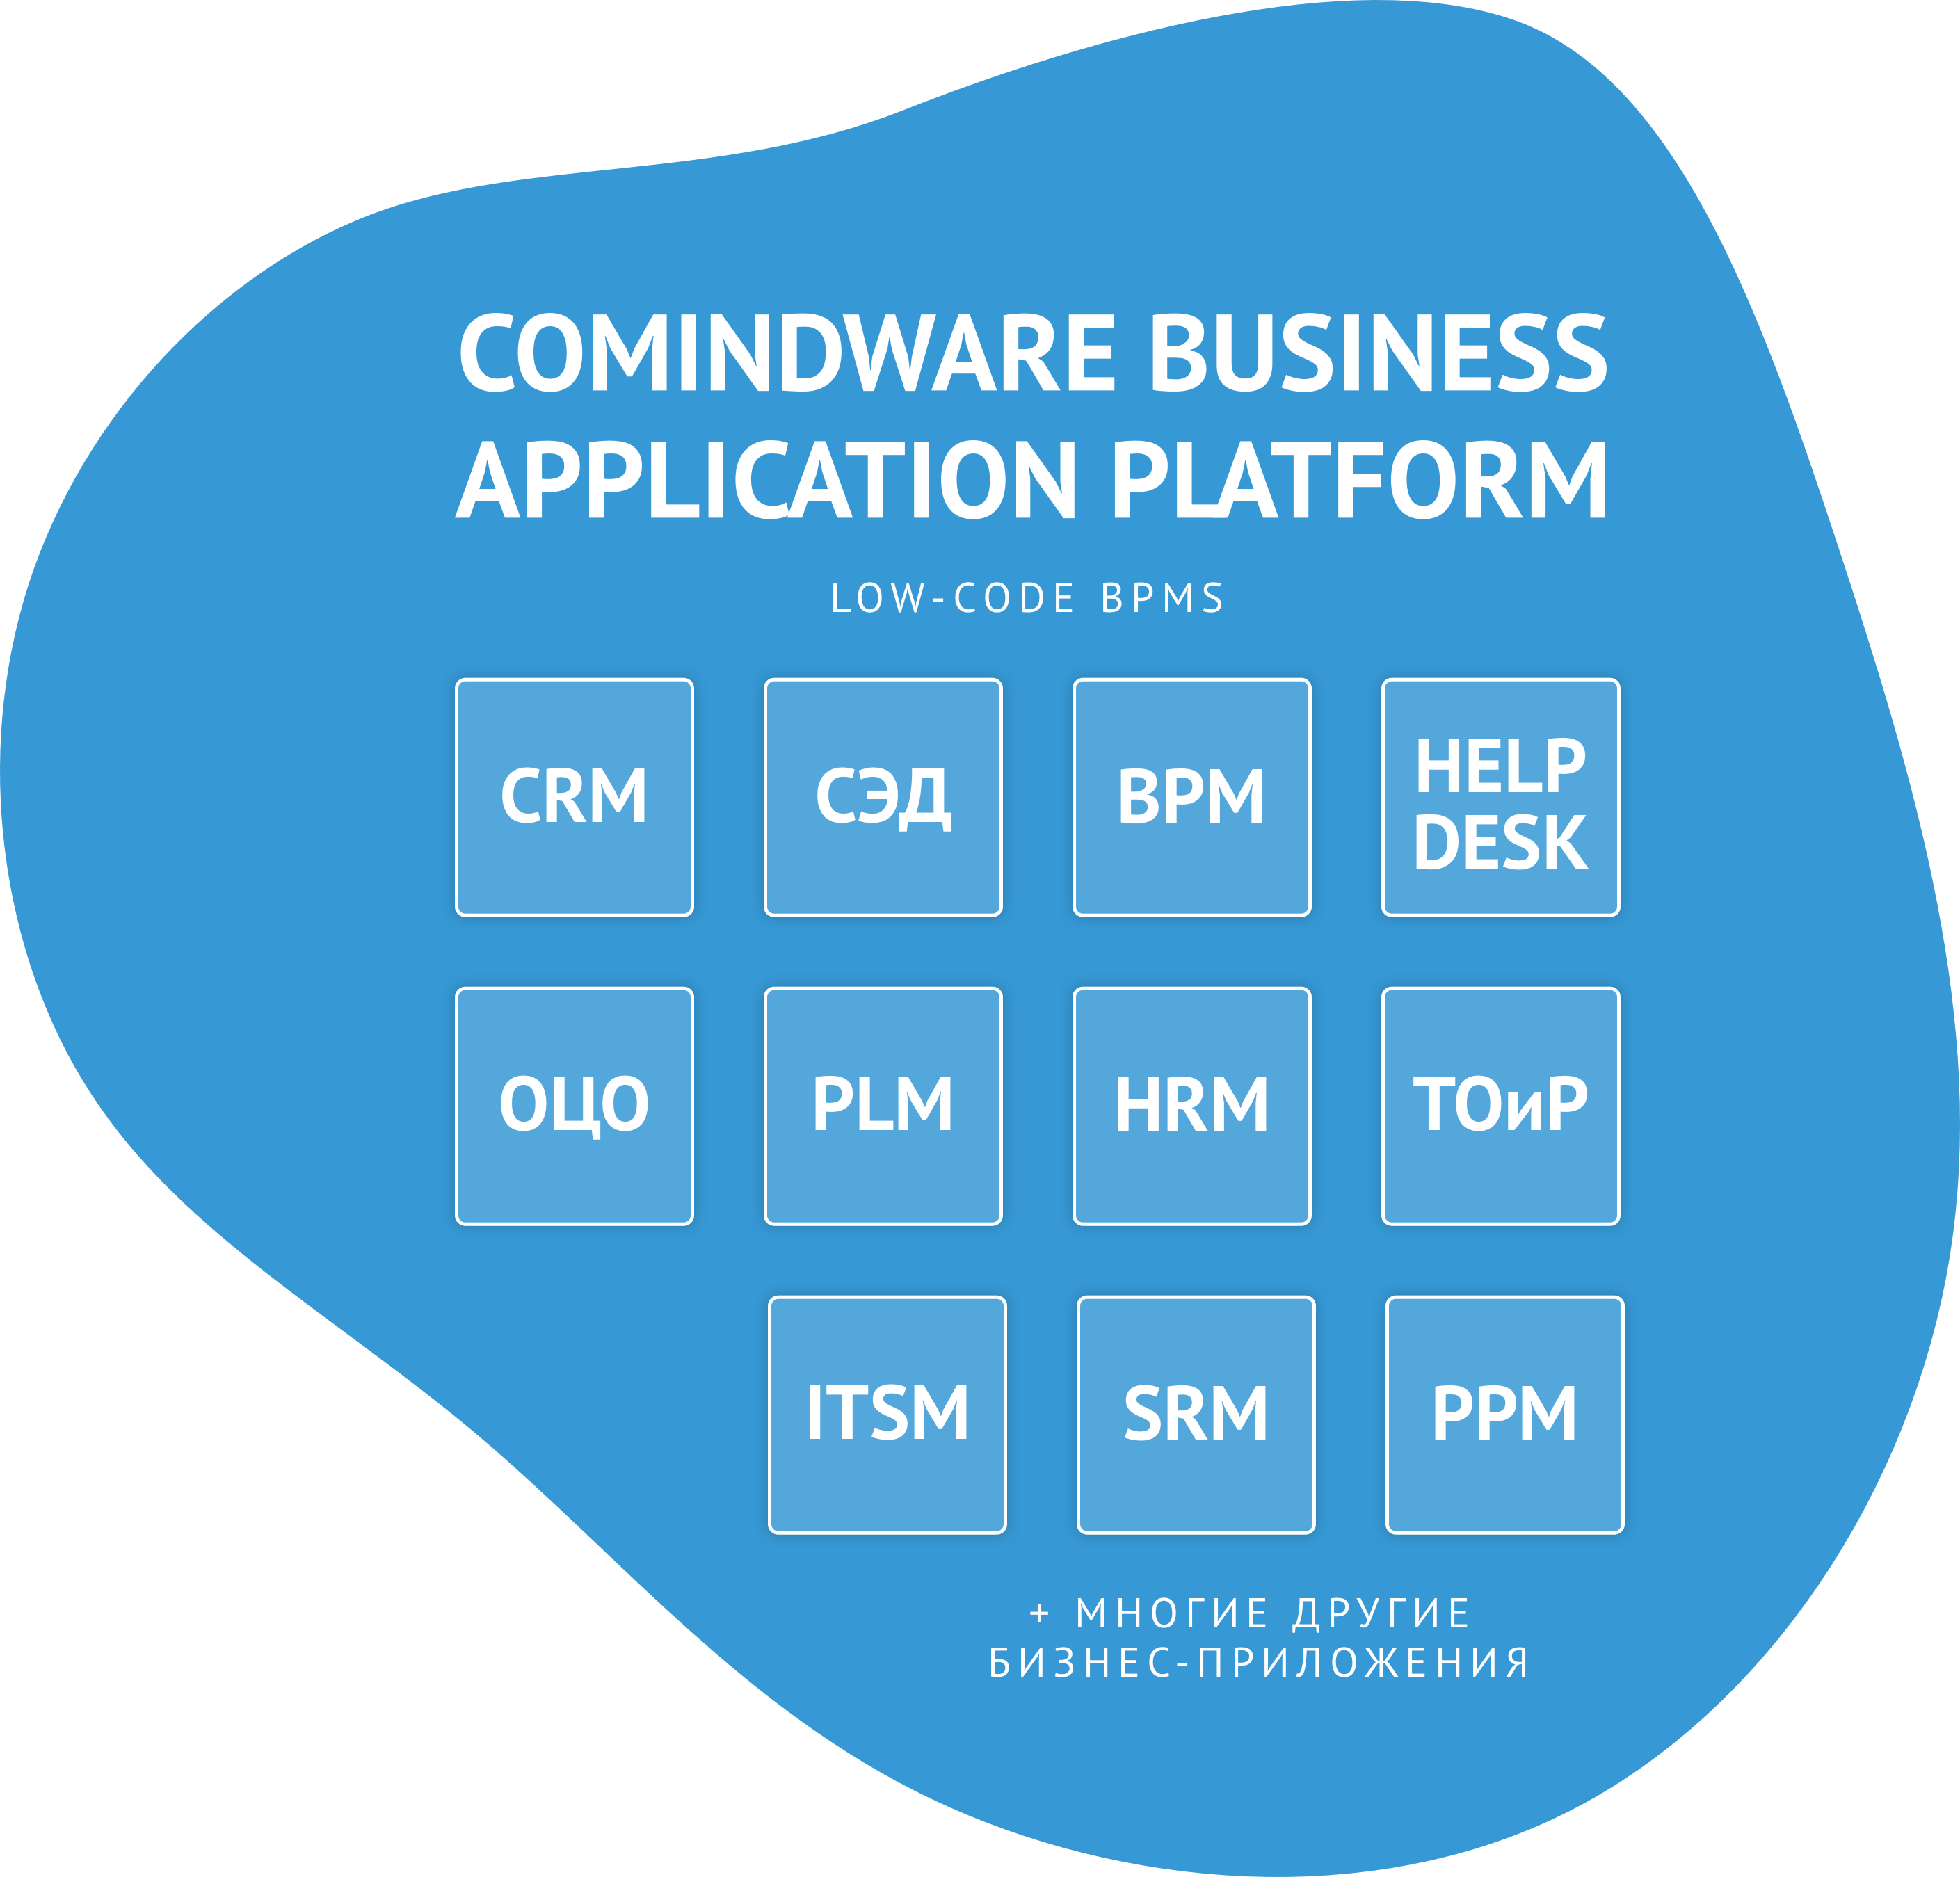 COMINDWARE BUSINESS
APPLICATION PLATFORM
LOW-CODE BPMS
CRM
СЭД
BPM
HELP
DESK
ОЦО
PLM
HRM
ТОиР
ITSM
SRM
PPM
+ МНОГИЕ ДРУГИЕ
БИЗНЕС-ПРИЛОЖЕНИЯ